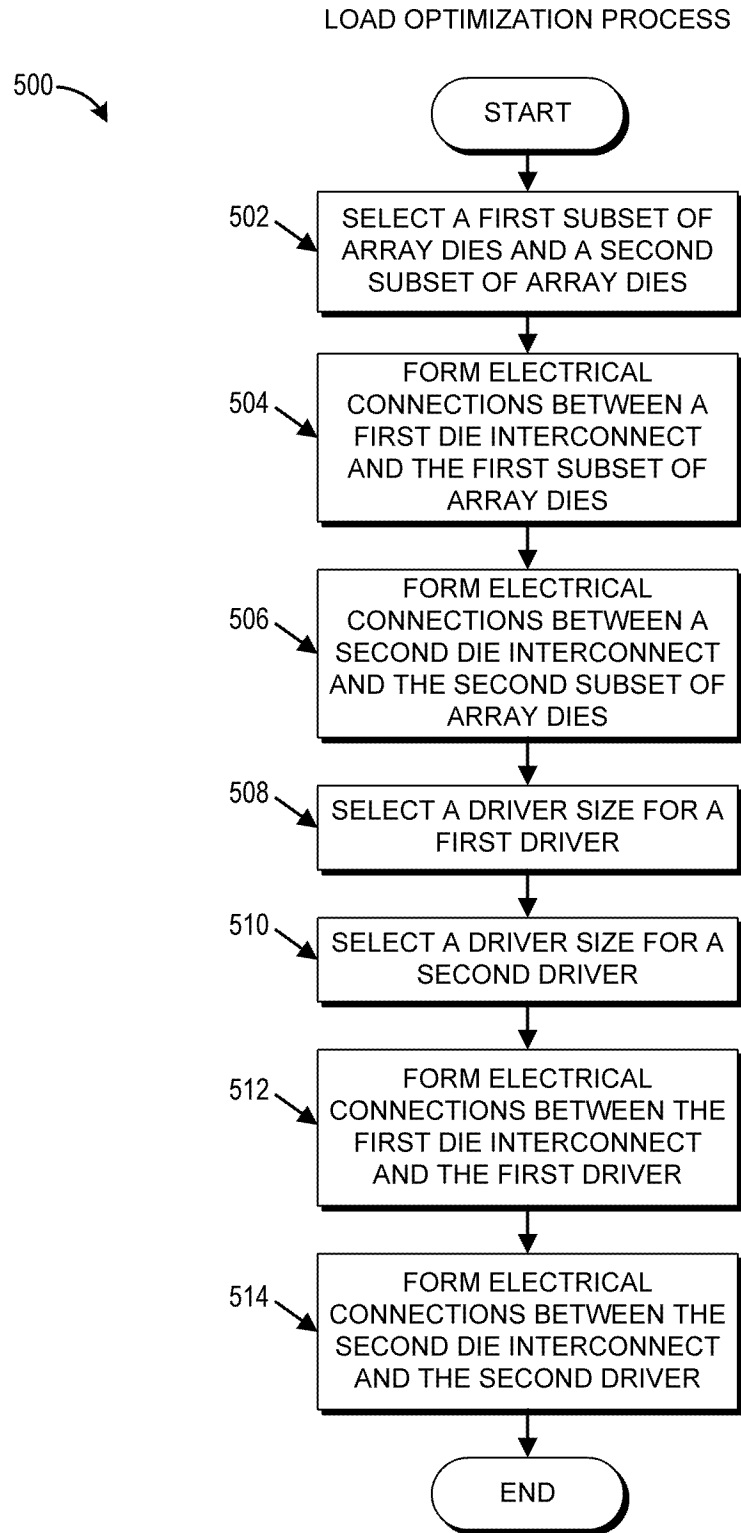 LOAD OPTIMIZATION PROCESS
500
START
502
SELECT A FIRST SUBSET OF
ARRAY DIES AND A SECOND
SUBSET OF ARRAY DIES
504
FORM ELECTRICAL
CONNECTIONS BETWEEN A
FIRST DIE INTERCONNECT
AND THE FIRST SUBSET OF
ARRAY DIES
506
FORM ELECTRICAL
CONNECTIONS BETWEEN A
SECOND DIE INTERCONNECT
AND THE SECOND SUBSET OF
ARRAY DIES
508
SELECT A DRIVER SIZE FOR A
FIRST DRIVER
510
SELECT A DRIVER SIZE FOR A
SECOND DRIVER
512
FORM ELECTRICAL
CONNECTIONS BETWEEN THE
FIRST DIE INTERCONNECT
AND THE FIRST DRIVER
514
FORM ELECTRICAL
CONNECTIONS BETWEEN THE
SECOND DIE INTERCONNECT
AND THE SECOND DRIVER
END